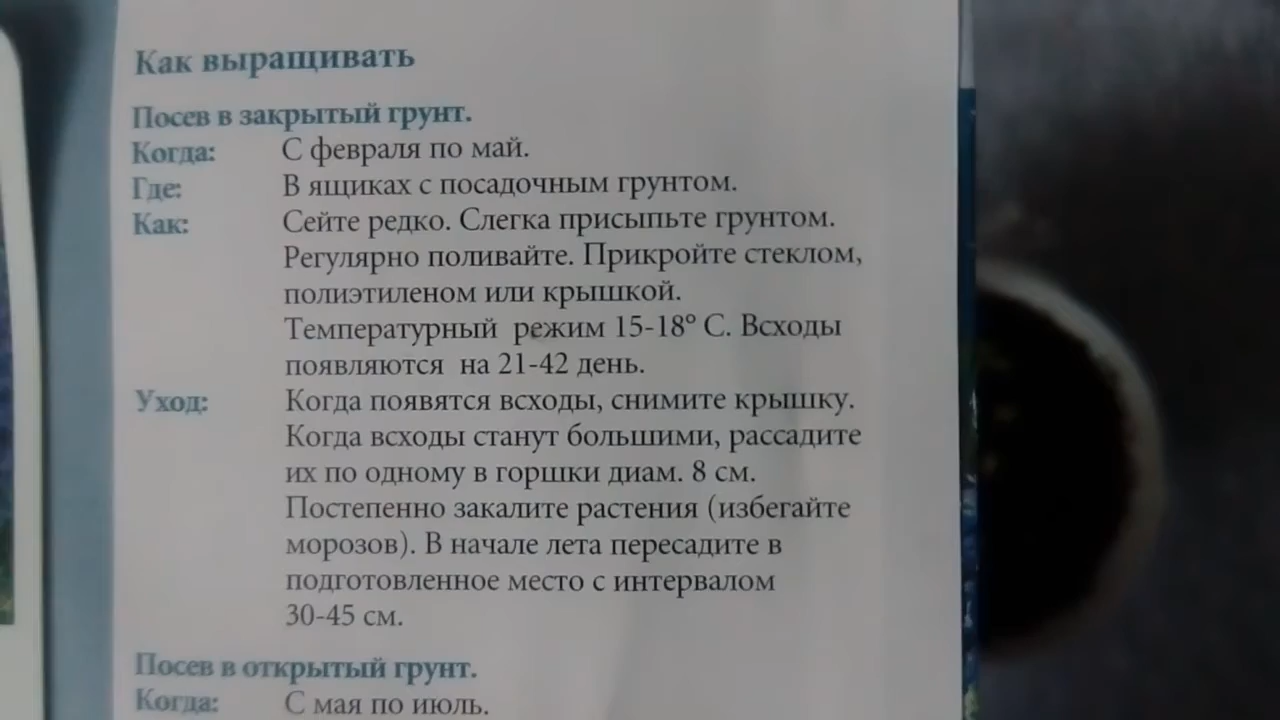 Как выращивать
Посев в закрытый грунт.
Когда: С февраля по май.
Где: В ящиках с посадочным грунтом.
Как: Сейте редко. Слегка присыпьте грунтом.
Регулярно поливайте. Прикройте стеклом,
полиэтиленом или крышкой.
Температурный режим 15-18° С. Всходы
появляются на 21-42 день.
Уход: Когда появятся всходы, снимите крышку.
Когда всходы станут большими, рассадите
их по одному в горшки диам. 8 см.
Постепенно закалите растения (избегайте
морозов). В начале лета пересадите в
подготовленное место с интервалом
30-45 см.
Посев в открытый грунт.
Когда: С мая по июль.